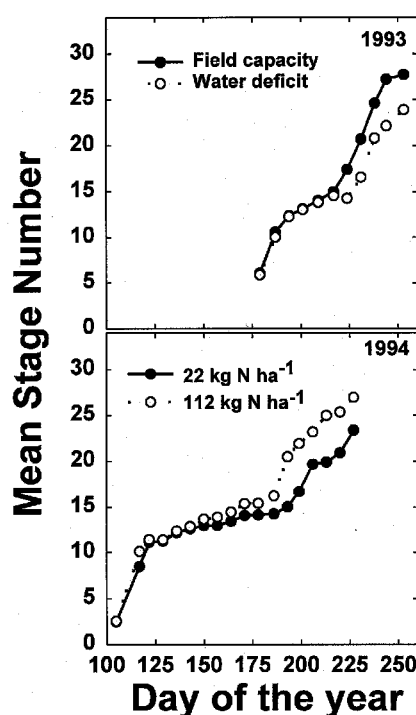 Mean Stage Number
30
25
20
15
10
5
0
1993
Field capacity
Water deficit
30
25
20
15
10
5
0
1994
22 kg N ha⁻¹
112 kg N ha⁻¹
100 125 150 175 200 225 250
Day of the year